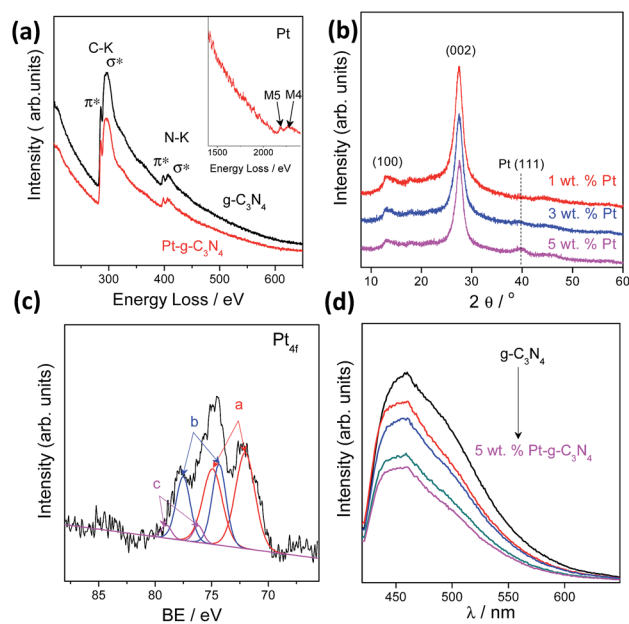 (a)
C-K
σ*
π*
N-K
π*
σ*
g-C₃N₄
Pt-g-C₃N₄
Pt
M5
M4
1500
2000
Energy Loss / eV
Intensity ( arb.units)
300
400
500
600
Energy Loss / eV
(b)
(002)
(100)
Pt (111)
1 wt. % Pt
3 wt. % Pt
5 wt. % Pt
Intensity (arb. units)
10
20
30
40
50
60
2 θ / °
(c)
Pt₄f
a
b
c
Intensity (arb. units)
85
80
75
70
BE / eV
(d)
g-C₃N₄
5 wt. % Pt-g-C₃N₄
Intensity (arb. units)
450
500
550
600
λ / nm